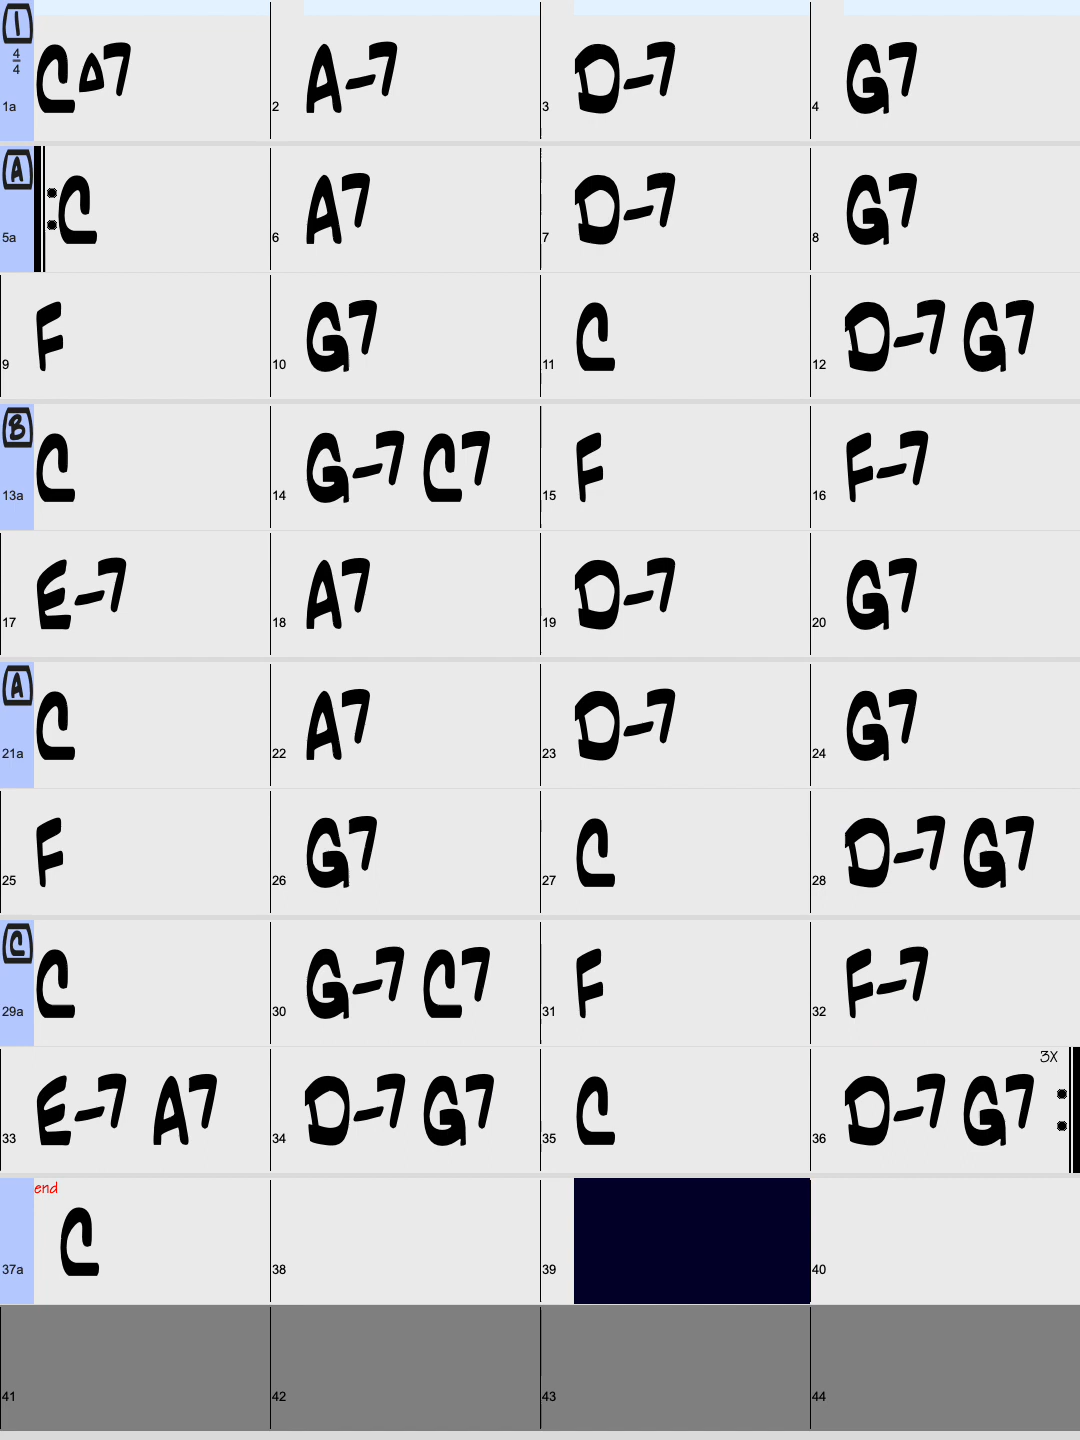 1
4/4
1a CΔ7 2 A-7 3 D-7 4 G7
A
5a C 6 A7 7 D-7 8 G7
9 F 10 G7 11 C 12 D-7 G7
B
13a C 14 G-7 C7 15 F 16 F-7
17 E-7 18 A7 19 D-7 20 G7
A
21a C 22 A7 23 D-7 24 G7
25 F 26 G7 27 C 28 D-7 G7
C
29a C 30 G-7 C7 31 F 32 F-7
3X
33 E-7 A7 34 D-7 G7 35 C 36 D-7 G7
end
37a C 38 39 40
41 42 43 44